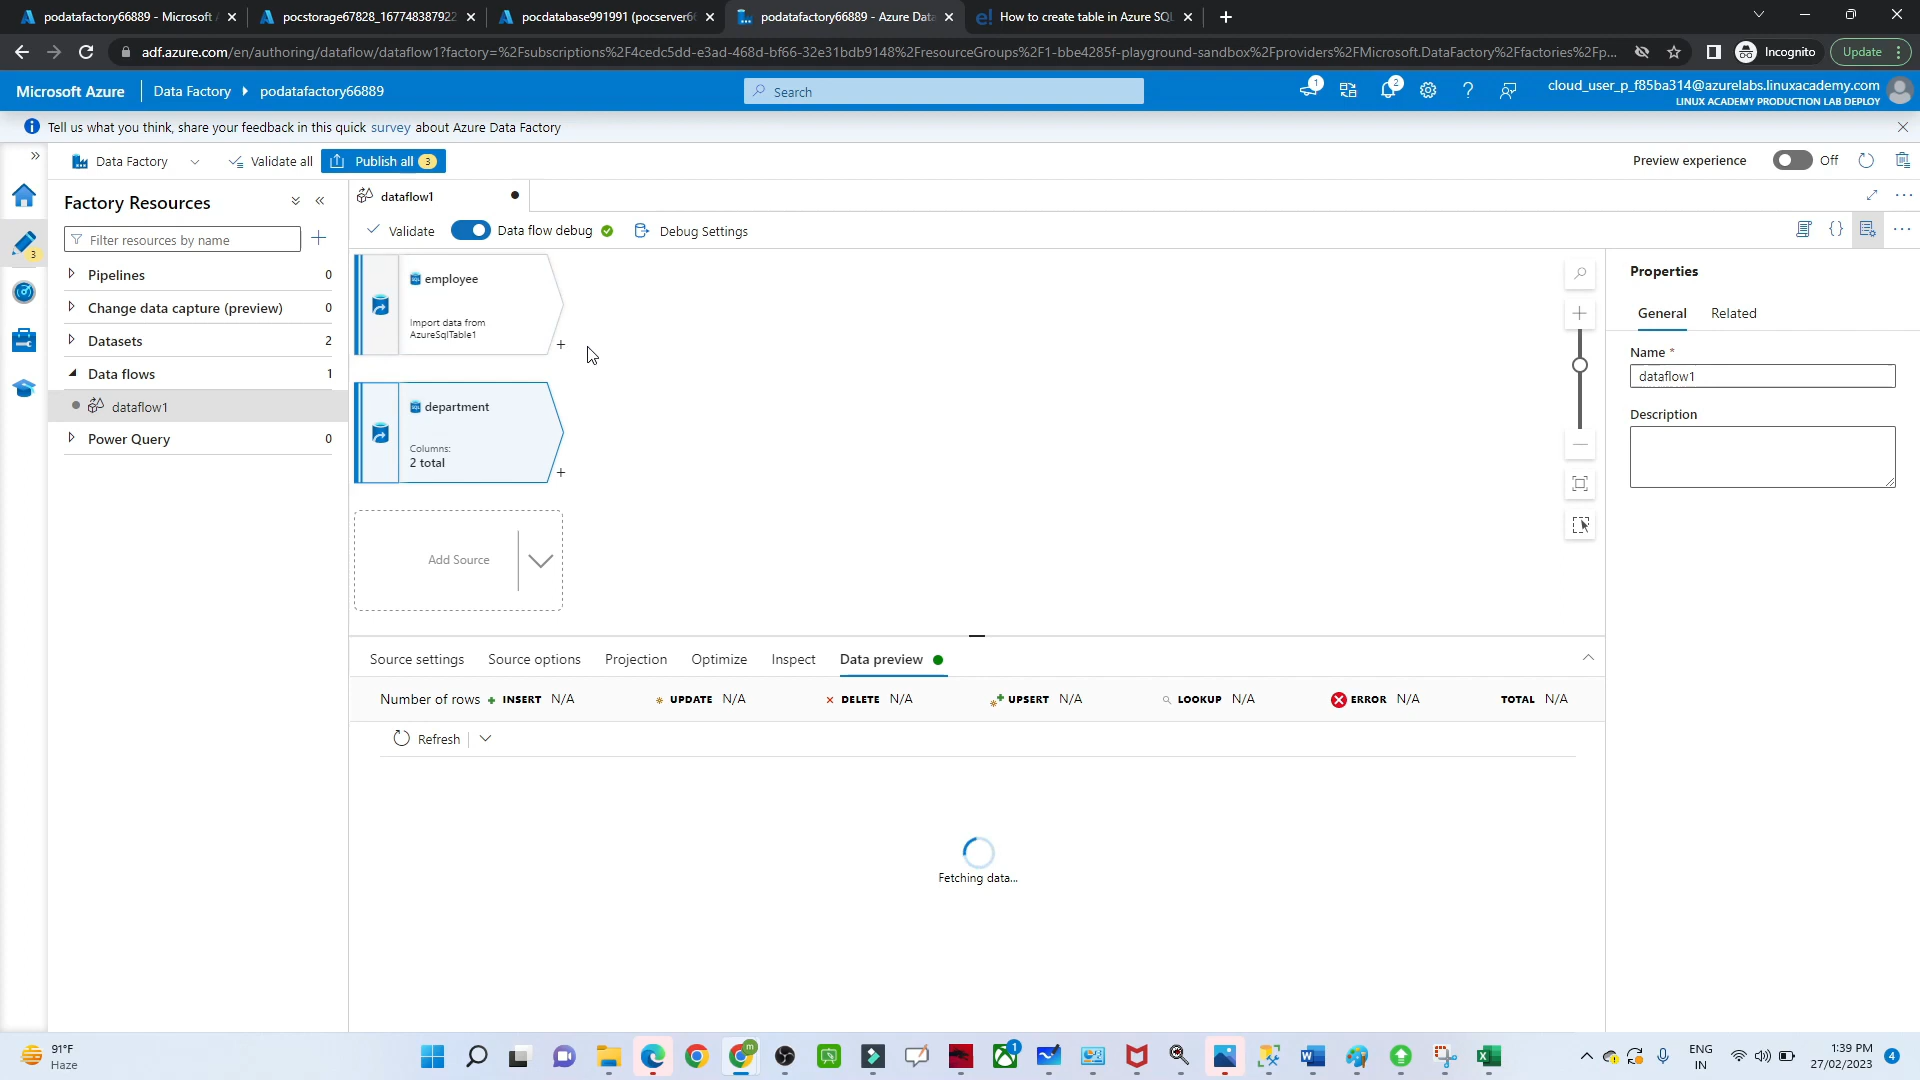 podatafactory66889 - Microsoft
pocstorage67828_167748387922
pocdatabase991991 (pocserver6
podatafactory66889 - Azure Data
How to create table in Azure SQL
adf.azure.com/en/authoring/dataflow/dataflow1?factory=%2Fsubscriptions%2F4cedc5dd-e3ad-468d-bf66-32e31bdb9148%2FresourceGroups%2F1-bbe4285f-playground-sandbox%2Fproviders%2FMicrosoft.DataFactory%2Ffactories%2Fp...
Incognito
Update
Microsoft Azure
Data Factory
podatafactory66889
Search
1
2
cloud_user_p_f85ba314@azurelabs.linuxacademy.com
LINUX ACADEMY PRODUCTION LAB DEPLOY
Tell us what you think, share your feedback in this quick survey about Azure Data Factory
Data Factory
Validate all
Publish all 3
Preview experience
Off
3
Factory Resources
Filter resources by name
Pipelines 0
Change data capture (preview) 0
Datasets 2
Data flows 1
dataflow1
Power Query 0
dataflow1
Validate
Data flow debug
Debug Settings
employee
Import data from
AzureSqlTable1
department
Columns:
2 total
Add Source
Properties
General
Related
Name *
dataflow1
Description
Source settings
Source options
Projection
Optimize
Inspect
Data preview
Number of rows
INSERT N/A
UPDATE N/A
DELETE N/A
UPSERT N/A
LOOKUP N/A
ERROR N/A
TOTAL N/A
Refresh
Fetching data...
91°F
Haze
m
1
ENG
IN
1:39 PM
27/02/2023
4